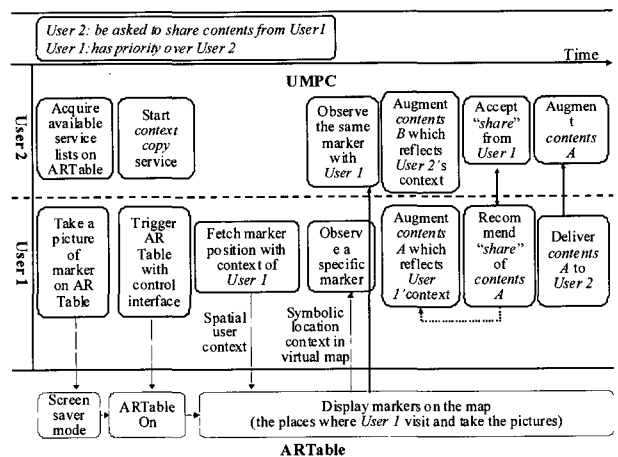 User 2: be asked to share contents from User1
User 1: has priority over User 2
Time
UMPC
User 2
Acquire
available
service
lists on
ARTable
Start
context
copy
service
Observe
the same
marker
with
User 1
Augment
contents
B which
reflects
User 2's
context
Accept
"share"
from
User 1
Augmen
t
contents
A
User 1
Take a
picture
of
marker
on AR
Table
Trigger
AR
Table
with
control
interface
Fetch marker
position with
context of
User 1
Observ
e a
specific
marker
Augment
contents
A which
reflects
User
1'context
Recom
mend
"share"
of
contents
A
Deliver
contents
A to
User 2
Spatial
user
context
Symbolic
location
context in
virtual map
Screen
saver
mode
ARTable
On
Display markers on the map
(the places where User 1 visit and take the pictures)
ARTable